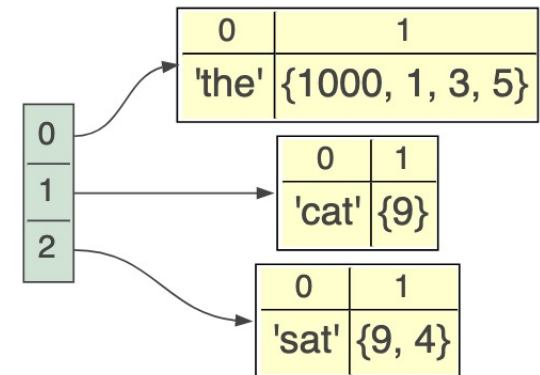 0
1
2
0 1
'the' {1000, 1, 3, 5}
0 1
'cat' {9}
0 1
'sat' {9, 4}